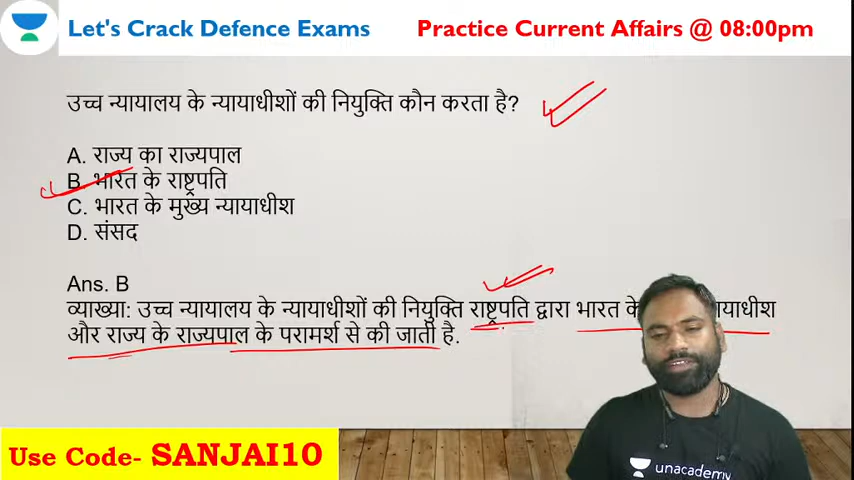 Let's Crack Defence Exams
Practice Current Affairs @ 08:00pm
उच्च न्यायालय के न्यायाधीशों की नियुक्ति कौन करता है?
A. राज्य का राज्यपाल
B. भारत के राष्ट्रपति
C. भारत के मुख्य न्यायाधीश
D. संसद
Ans. B
व्याख्या: उच्च न्यायालय के न्यायाधीशों की नियुक्ति राष्ट्रपति द्वारा भारत के
और राज्य के राज्यपाल के परामर्श से की जाती है.
Use Code- SANJAI10
unacademy